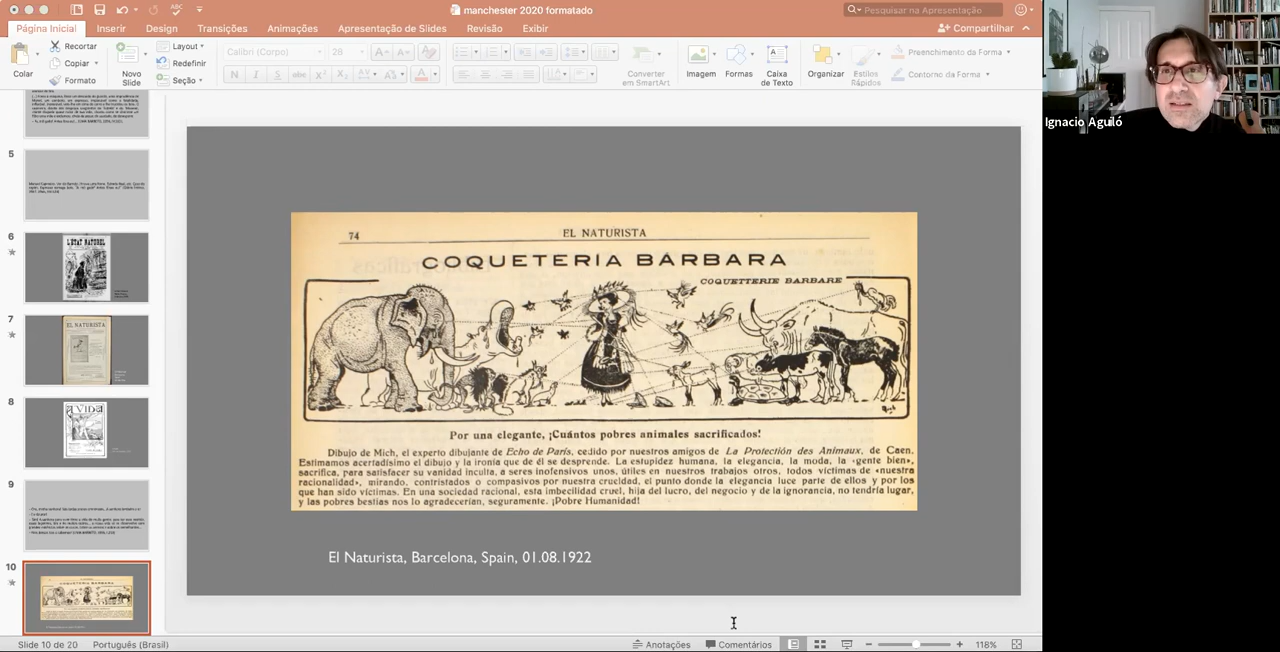 manchester 2020 formatado
Pesquisar na Apresentação
Página Inicial
Inserir
Design
Transições
Animações
Apresentação de Slides
Revisão
Exibir
Compartilhar
Colar
Recortar
Copiar
Formato
Novo
Slide
Layout
Redefinir
Seção
Calibri (Corpo)
28
Converter
em SmartArt
Imagem
Formas
Caixa
de Texto
Organizar
Estilos
Rápidos
Preenchimento da Forma
Contorno da Forma
Ignacio Aguiló
5
6
L'ÉTAT NATUREL
7
EL NATURISTA
8
A VIDA
9
10
74
EL NATURISTA
COQUETERIA BÁRBARA
COQUETTERIE BARBARE
Por una elegante, ¡Cuántos pobres animales sacrificados!
Dibujo de Mich, el experto dibujante de Echo de París, cedido por nuestros amigos de La Protectión des Animaux, de Caen.
Estimamos acertadísimo el dibujo y la ironía que de él se desprende. La estupidez humana, la elegancia, la moda, la «gente bien»,
sacrifica, para satisfacer su vanidad inculta, a seres inofensivos unos, útiles en nuestros trabajos otros, todos víctimas de «nuestra
racionalidad», mirando, contristados o compasivos por nuestra crueldad, el punto donde la elegancia luce parte de ellos y por los
que han sido víctimas. En una sociedad racional, esta imbecilidad cruel, hija del lucro, del negocio y de la ignorancia, no tendría lugar,
y las pobres bestias nos lo agradecerían, seguramente. ¡Pobre Humanidad!
El Naturista, Barcelona, Spain, 01.08.1922
Slide 10 de 20
Português (Brasil)
Anotações
Comentários
118%